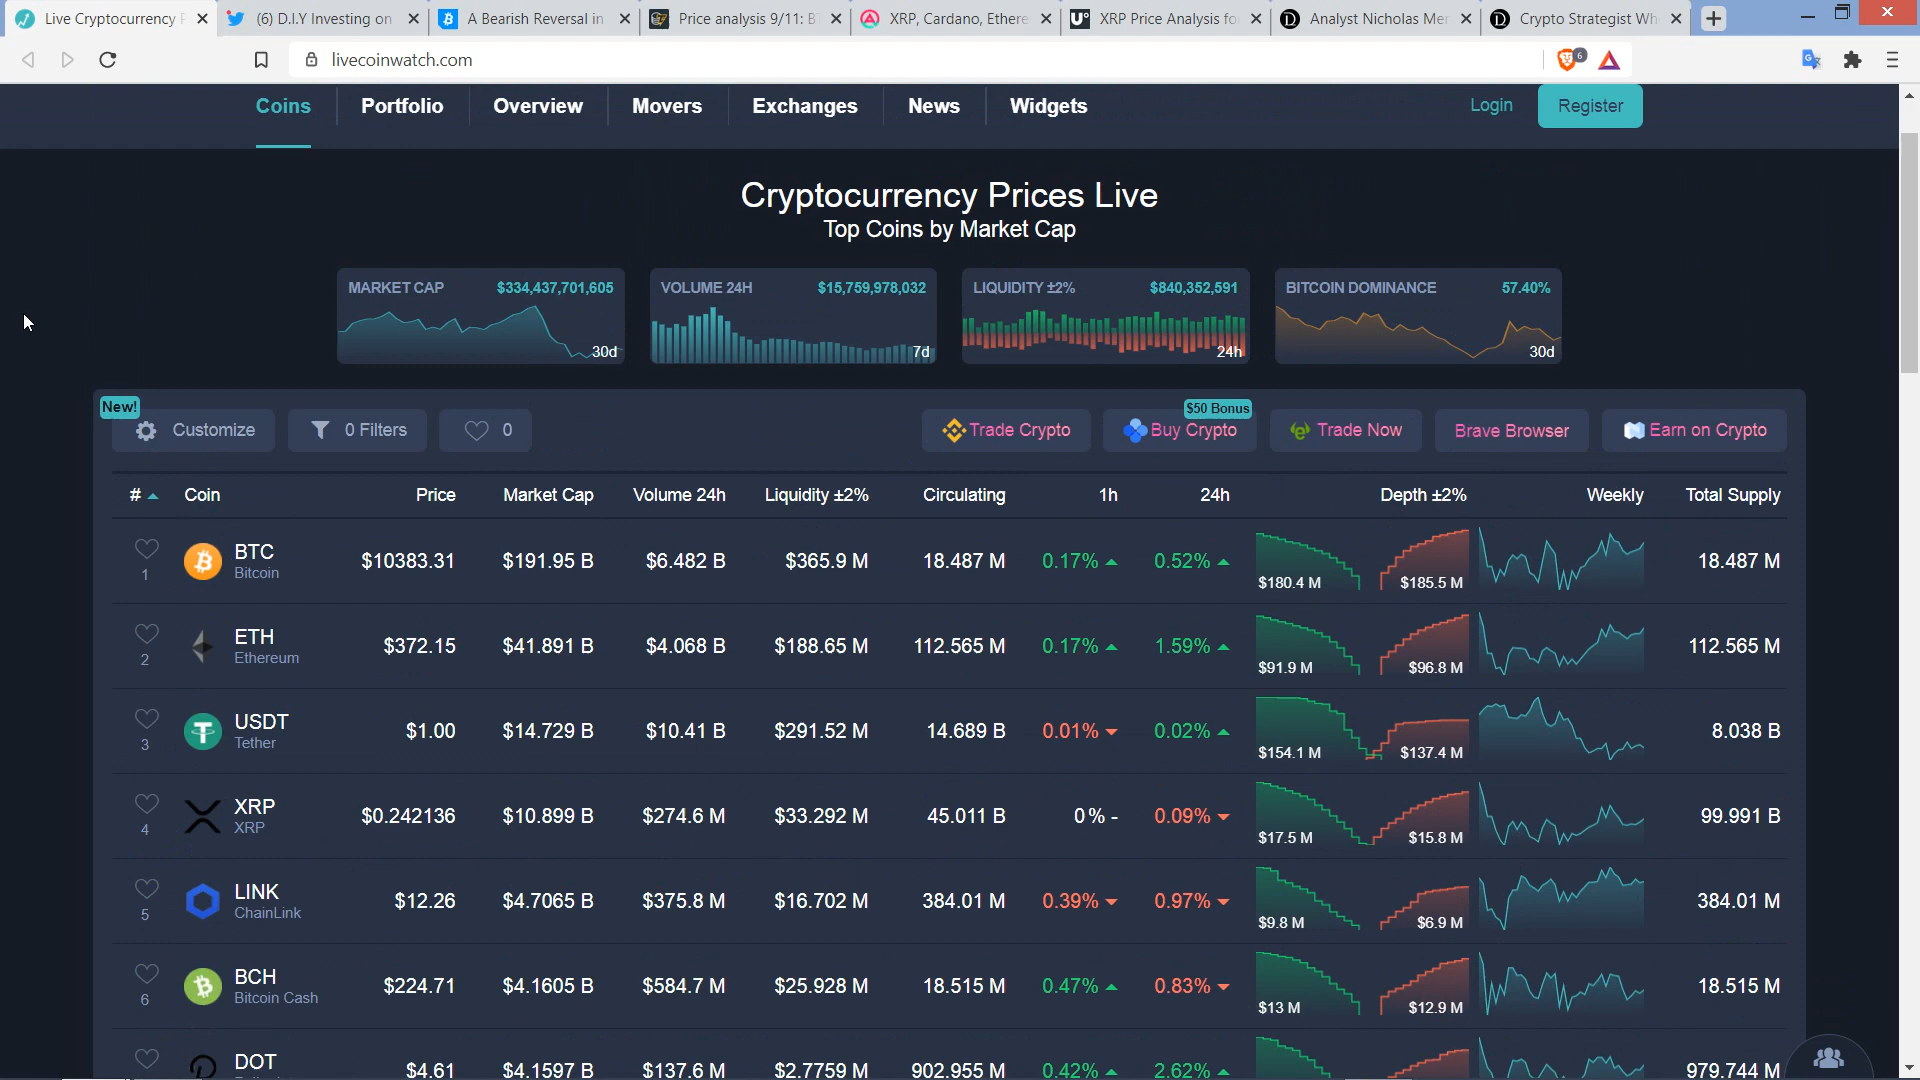 Live Cryptocurrency P
(6) D.I.Y Investing on
A Bearish Reversal in
Price analysis 9/11: B
XRP, Cardano, Ethere
XRP Price Analysis fo
Analyst Nicholas Mer
Crypto Strategist Wh
livecoinwatch.com
6
Coins
Portfolio
Overview
Movers
Exchanges
News
Widgets
Login
Register
Cryptocurrency Prices Live
Top Coins by Market Cap
MARKET CAP $334,437,701,605
30d
VOLUME 24H $15,759,978,032
7d
LIQUIDITY ±2% $840,352,591
24h
BITCOIN DOMINANCE 57.40%
30d
New!
Customize
0 Filters
0
Trade Crypto
$50 Bonus
Buy Crypto
Trade Now
Brave Browser
Earn on Crypto
# Coin Price Market Cap Volume 24h Liquidity ±2% Circulating 1h 24h Depth ±2% Weekly Total Supply
1 BTC Bitcoin $10383.31 $191.95 B $6.482 B $365.9 M 18.487 M 0.17% 0.52% $180.4 M $185.5 M 18.487 M
2 ETH Ethereum $372.15 $41.891 B $4.068 B $188.65 M 112.565 M 0.17% 1.59% $91.9 M $96.8 M 112.565 M
3 USDT Tether $1.00 $14.729 B $10.41 B $291.52 M 14.689 B 0.01% 0.02% $154.1 M $137.4 M 8.038 B
4 XRP XRP $0.242136 $10.899 B $274.6 M $33.292 M 45.011 B 0% - 0.09% $17.5 M $15.8 M 99.991 B
5 LINK ChainLink $12.26 $4.7065 B $375.8 M $16.702 M 384.01 M 0.39% 0.97% $9.8 M $6.9 M 384.01 M
6 BCH Bitcoin Cash $224.71 $4.1605 B $584.7 M $25.928 M 18.515 M 0.47% 0.83% $13 M $12.9 M 18.515 M
DOT $4.61 $4.1597 B $137.6 M $2.7759 M 902.955 M 0.42% 2.62% 979.744 M